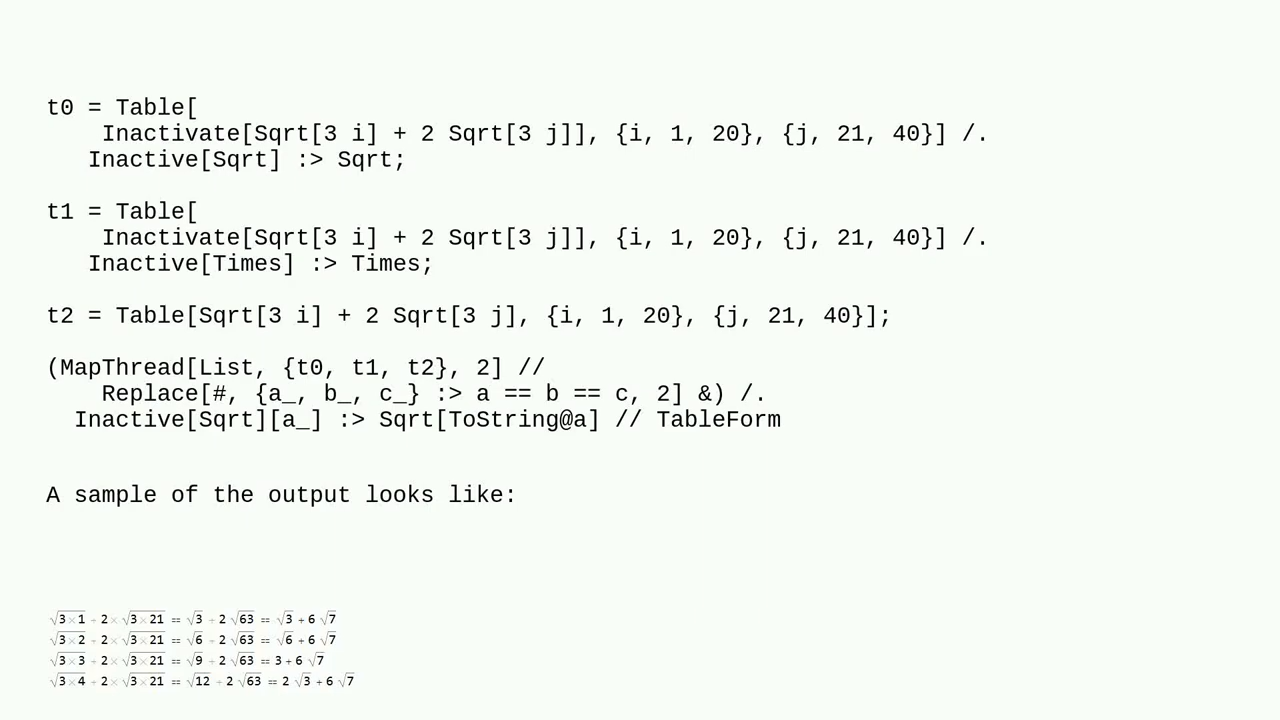 t0 = Table[
Inactivate[Sqrt[3 i] + 2 Sqrt[3 j]], {i, 1, 20}, {j, 21, 40}] /.
Inactive[Sqrt] :> Sqrt;
t1 = Table[
Inactivate[Sqrt[3 i] + 2 Sqrt[3 j]], {i, 1, 20}, {j, 21, 40}] /.
Inactive[Times] :> Times;
t2 = Table[Sqrt[3 i] + 2 Sqrt[3 j], {i, 1, 20}, {j, 21, 40}];
(MapThread[List, {t0, t1, t2}, 2] //
Replace[#, {a_, b_, c_} :> a == b == c, 2] &) /.
Inactive[Sqrt][a_] :> Sqrt[ToString@a] // TableForm
A sample of the output looks like:
√3×1 + 2×√3×21 == √3 + 2 √63 == √3 + 6 √7
√3×2 + 2×√3×21 == √6 + 2 √63 == √6 + 6 √7
√3×3 + 2×√3×21 == √9 + 2 √63 == 3 + 6 √7
√3×4 + 2×√3×21 == √12 + 2 √63 == 2 √3 + 6 √7